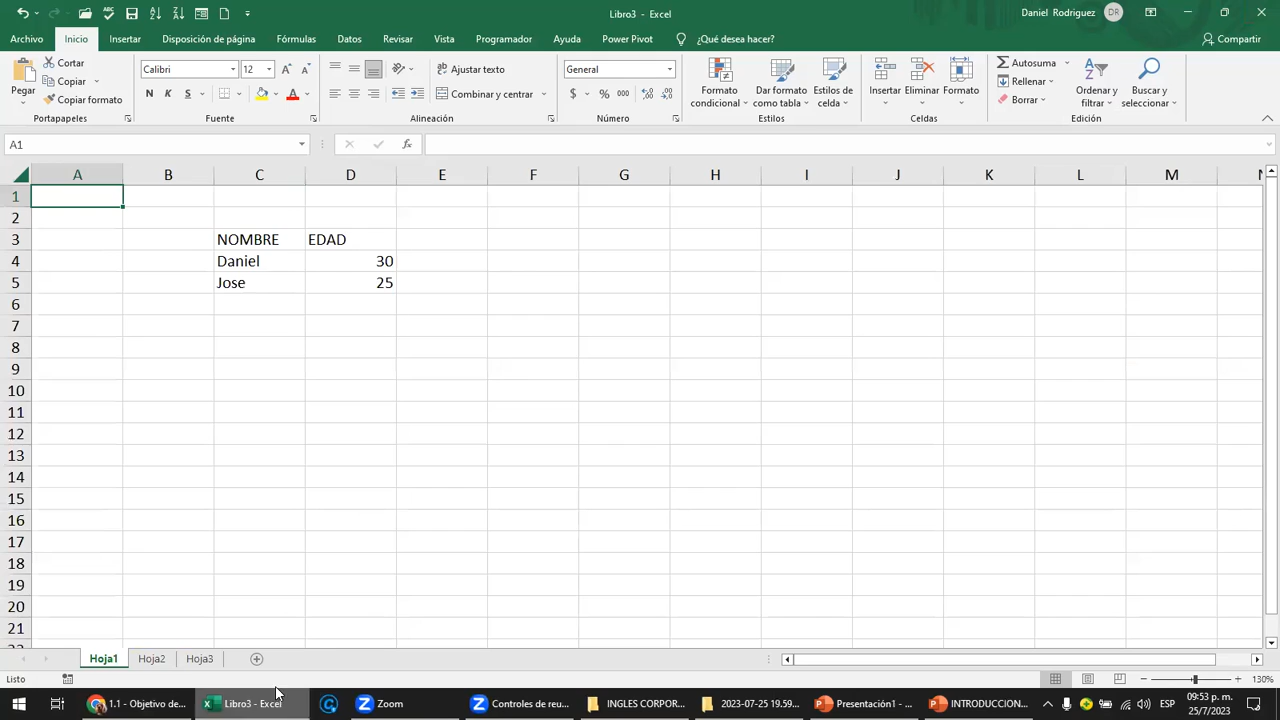 Libro3 - Excel
Daniel Rodriguez DR
Archivo Inicio Insertar Disposición de página Fórmulas Datos Revisar Vista Programador Ayuda Power Pivot ¿Qué desea hacer? Compartir
Pegar
Cortar
Copiar
Copiar formato
Portapapeles
Calibri 12
N K S
Fuente
Ajustar texto
Combinar y centrar
Alineación
General
$ % 000
Número
Formato condicional
Dar formato como tabla
Estilos de celda
Estilos
Insertar Eliminar Formato
Celdas
Autosuma
Rellenar
Borrar
Ordenar y filtrar
Buscar y seleccionar
Edición
A1
fx
A B C D E F G H I J K L M
1
2
3 NOMBRE EDAD
4 Daniel 30
5 Jose 25
6
7
8
9
10
11
12
13
14
15
16
17
18
19
20
21
Hoja1 Hoja2 Hoja3
Listo
130%
1.1 - Objetivo de...
Libro3 - Excel
Zoom
Controles de reu...
INGLES CORPOR...
2023-07-25 19.59...
Presentación1 - ...
INTRODUCCION...
ESP
09:53 p. m.
25/7/2023